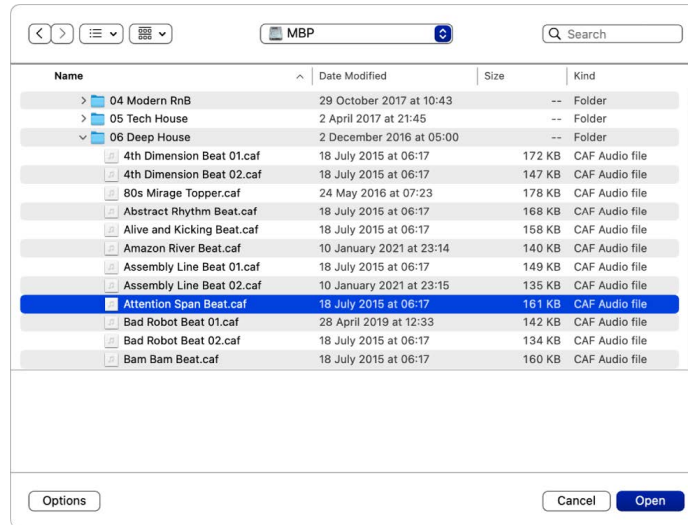 MBP
Search
Name Date Modified Size Kind
04 Modern RnB 29 October 2017 at 10:43 -- Folder
05 Tech House 2 April 2017 at 21:45 -- Folder
06 Deep House 2 December 2016 at 05:00 -- Folder
4th Dimension Beat 01.caf 18 July 2015 at 06:17 172 KB CAF Audio file
4th Dimension Beat 02.caf 18 July 2015 at 06:17 147 KB CAF Audio file
80s Mirage Topper.caf 24 May 2016 at 07:23 178 KB CAF Audio file
Abstract Rhythm Beat.caf 18 July 2015 at 06:17 168 KB CAF Audio file
Alive and Kicking Beat.caf 18 July 2015 at 06:17 158 KB CAF Audio file
Amazon River Beat.caf 10 January 2021 at 23:14 140 KB CAF Audio file
Assembly Line Beat 01.caf 18 July 2015 at 06:17 149 KB CAF Audio file
Assembly Line Beat 02.caf 10 January 2021 at 23:15 135 KB CAF Audio file
Attention Span Beat.caf 18 July 2015 at 06:17 161 KB CAF Audio file
Bad Robot Beat 01.caf 28 April 2019 at 12:33 142 KB CAF Audio file
Bad Robot Beat 02.caf 18 July 2015 at 06:17 134 KB CAF Audio file
Bam Bam Beat.caf 18 July 2015 at 06:17 160 KB CAF Audio file
Options Cancel Open